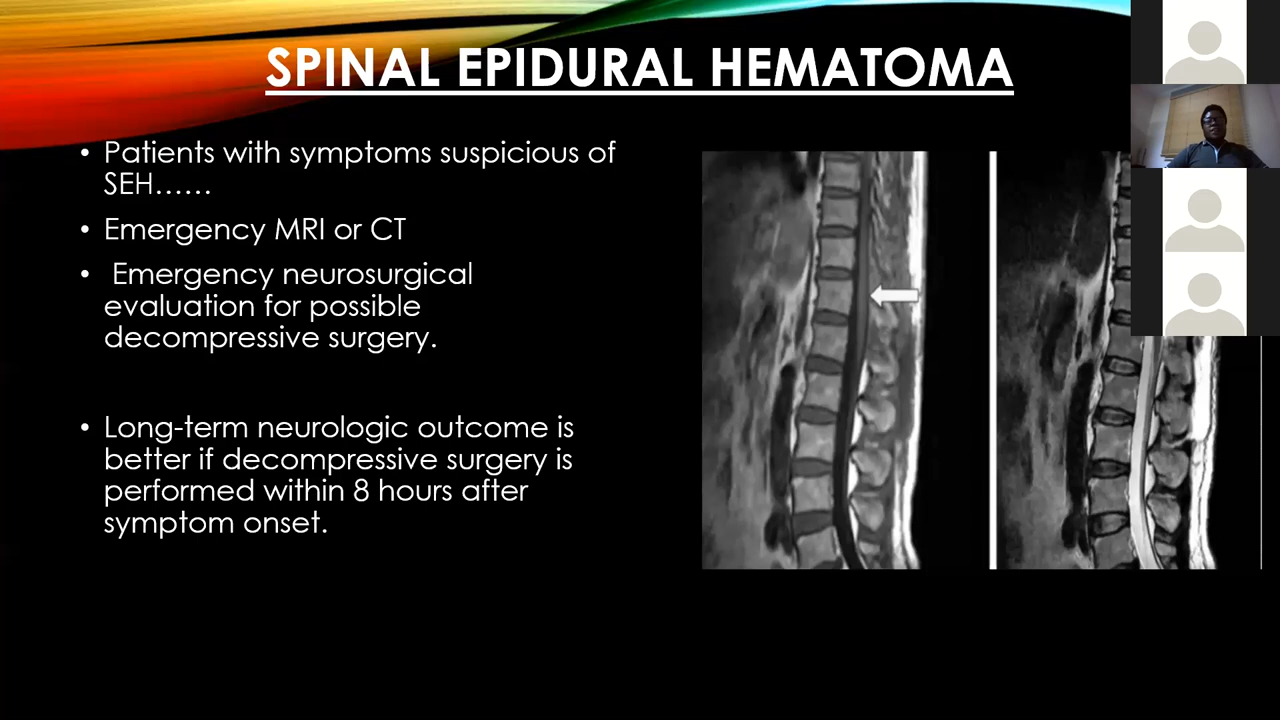 SPINAL EPIDURAL HEMATOMA
• Patients with symptoms suspicious of
SEH……
• Emergency MRI or CT
• Emergency neurosurgical
evaluation for possible
decompressive surgery.
• Long-term neurologic outcome is
better if decompressive surgery is
performed within 8 hours after
symptom onset.